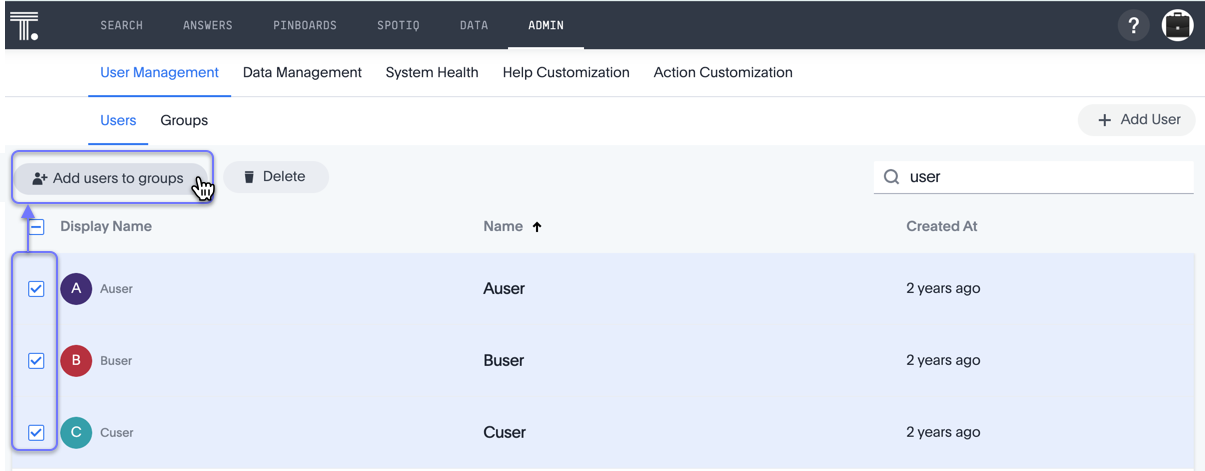 T.
SEARCH ANSWERS PINBOARDS SPOTIQ DATA ADMIN ?
User Management Data Management System Health Help Customization Action Customization
Users Groups + Add User
Add users to groups Delete user
Display Name Name Created At
A Auser Auser 2 years ago
B Buser Buser 2 years ago
C Cuser Cuser 2 years ago